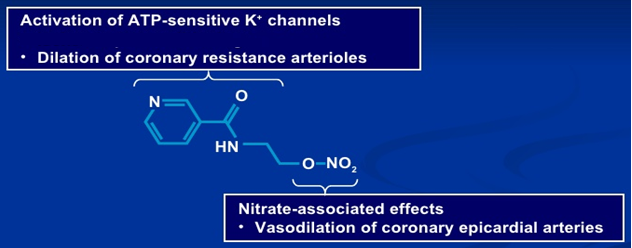 Activation of ATP-sensitive K⁺ channels
• Dilation of coronary resistance arterioles
N
O
HN
O–NO₂
Nitrate-associated effects
• Vasodilation of coronary epicardial arteries